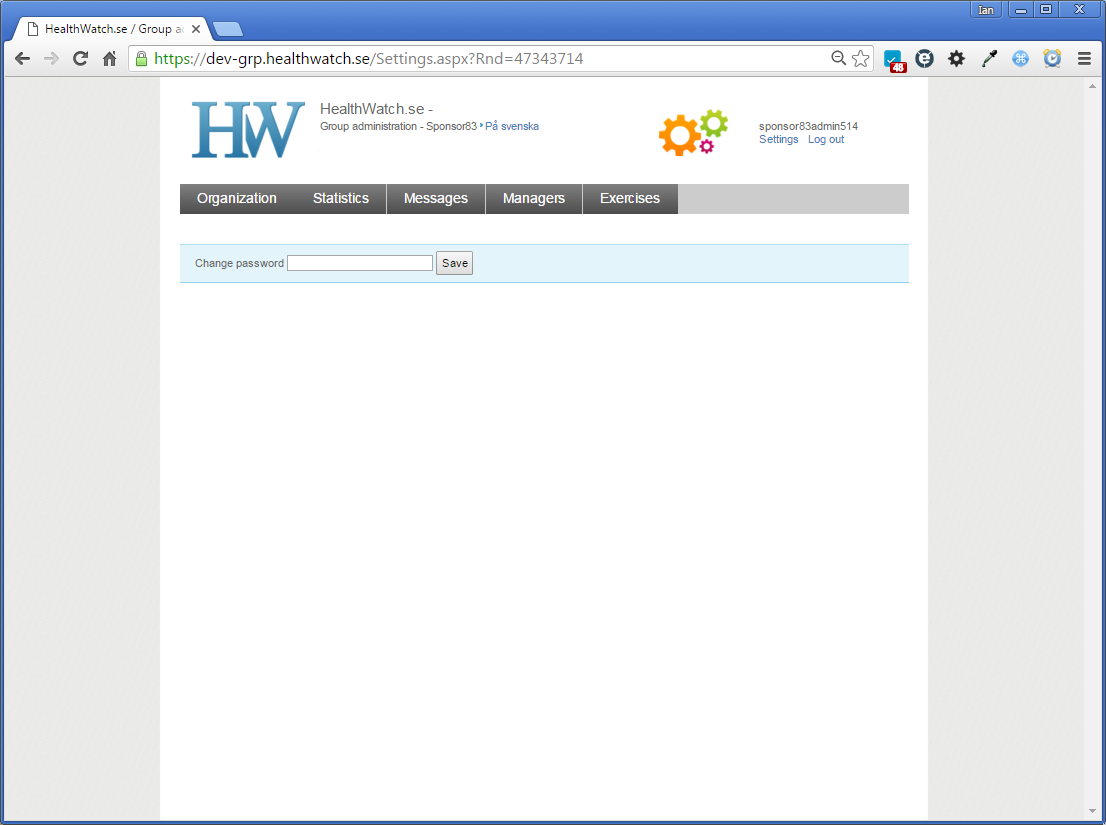 Ian
HealthWatch.se / Group a
https://dev-grp.healthwatch.se/Settings.aspx?Rnd=47343714
48
HW
HealthWatch.se -
Group administration - Sponsor83 På svenska
sponsor83admin514
Settings Log out
Organization Statistics Messages Managers Exercises
Change password Save